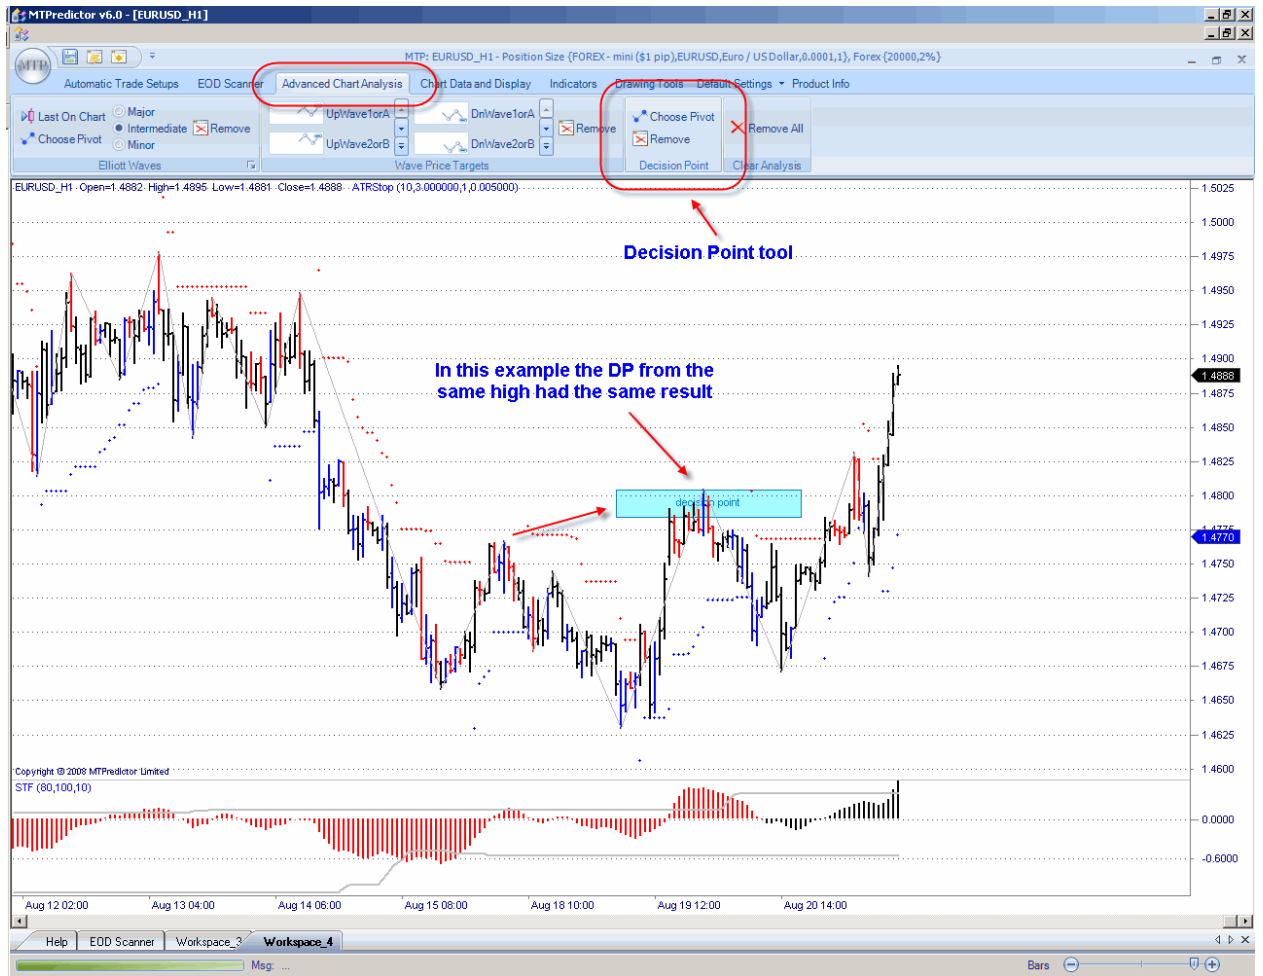 MTPredictor v6.0 - [EURUSD_H1]
MTP
MTP: EURUSD_H1 - Position Size {FOREX - mini ($1 pip),EURUSD,Euro / US Dollar,0.0001,1}, Forex {20000,2%}
Automatic Trade Setups EOD Scanner Advanced Chart Analysis Chart Data and Display Indicators Drawing Tools Default Settings Product Info
Last On Chart
Choose Pivot
Major
Intermediate
Minor
Remove
Elliott Waves
UpWave1orA
UpWave2orB
DnWave1orA
DnWave2orB
Remove
Wave Price Targets
Choose Pivot
Remove
Decision Point
Remove All
Clear Analysis
EURUSD_H1 Open=1.4882 High=1.4895 Low=1.4881 Close=1.4888 ATRStop (10,3.000000,1,0.005000)
Decision Point tool
In this example the DP from the
same high had the same result
decision point
1.5025
1.5000
1.4975
1.4950
1.4925
1.4900
1.4888
1.4875
1.4850
1.4825
1.4800
1.4775
1.4770
1.4750
1.4725
1.4700
1.4675
1.4650
1.4625
1.4600
Copyright © 2008 MTPredictor Limited
STF (80,100,10)
0.0000
-0.6000
Aug 12 02:00 Aug 13 04:00 Aug 14 06:00 Aug 15 08:00 Aug 18 10:00 Aug 19 12:00 Aug 20 14:00
Help EOD Scanner Workspace_3 Workspace_4
Msg: ... Bars